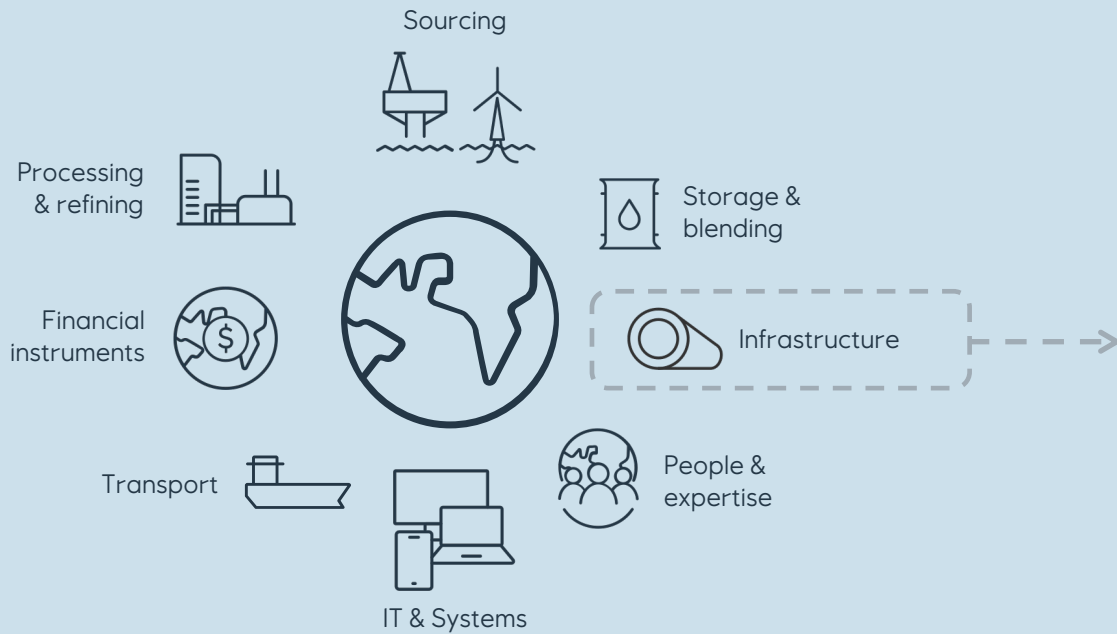 Sourcing
Processing
& refining
Storage &
blending
Financial
instruments
$
Infrastructure
Transport
People &
expertise
IT & Systems